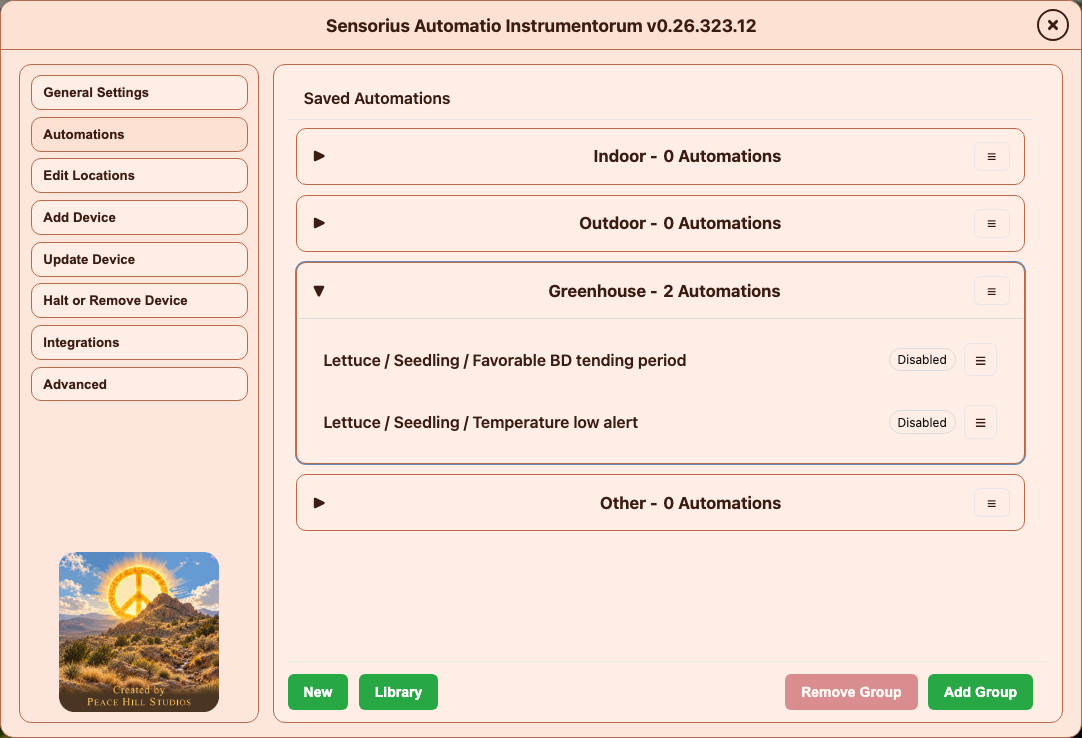 Sensorius Automatio Instrumentorum v0.26.323.12
General Settings
Automations
Edit Locations
Add Device
Update Device
Halt or Remove Device
Integrations
Advanced
Created by
PEACE HILL STUDIOS
Saved Automations
Indoor - 0 Automations
Outdoor - 0 Automations
Greenhouse - 2 Automations
Lettuce / Seedling / Favorable BD tending period
Disabled
Lettuce / Seedling / Temperature low alert
Disabled
Other - 0 Automations
New
Library
Remove Group
Add Group